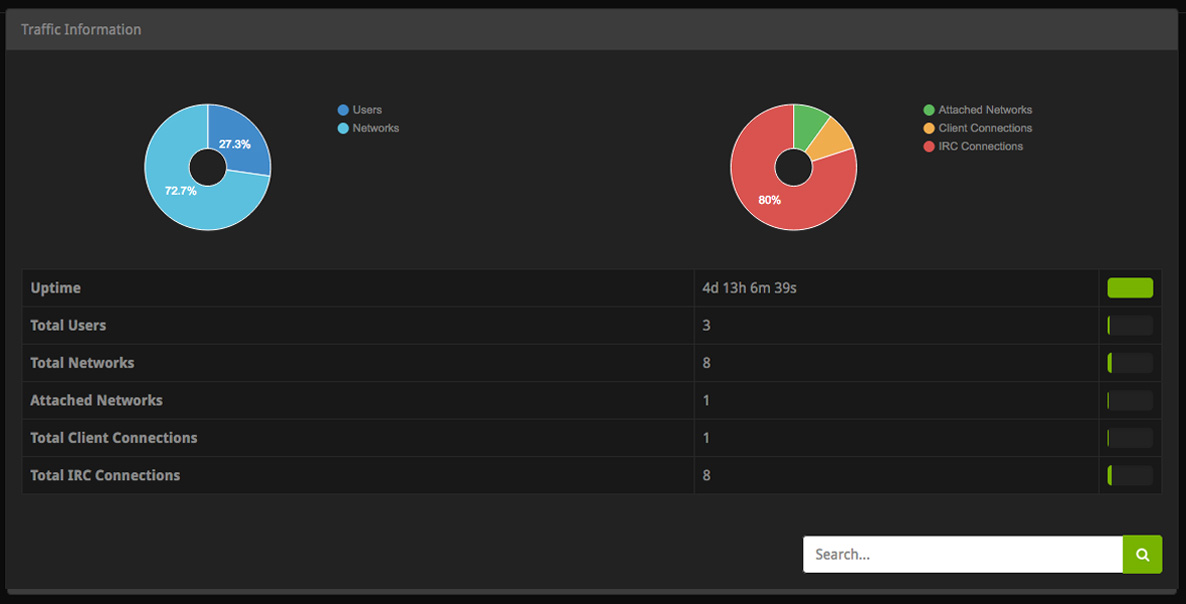 Traffic Information
Users
Networks
27.3%
72.7%
Attached Networks
Client Connections
IRC Connections
80%
Uptime 4d 13h 6m 39s
Total Users 3
Total Networks 8
Attached Networks 1
Total Client Connections 1
Total IRC Connections 8
Search...